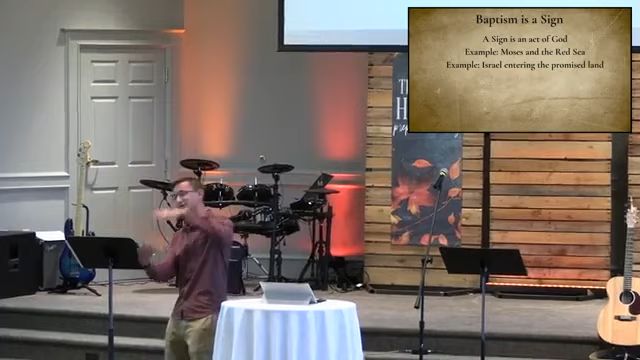 Baptism is a Sign
A Sign is an act of God
Example: Moses and the Red Sea
Example: Israel entering the promised land